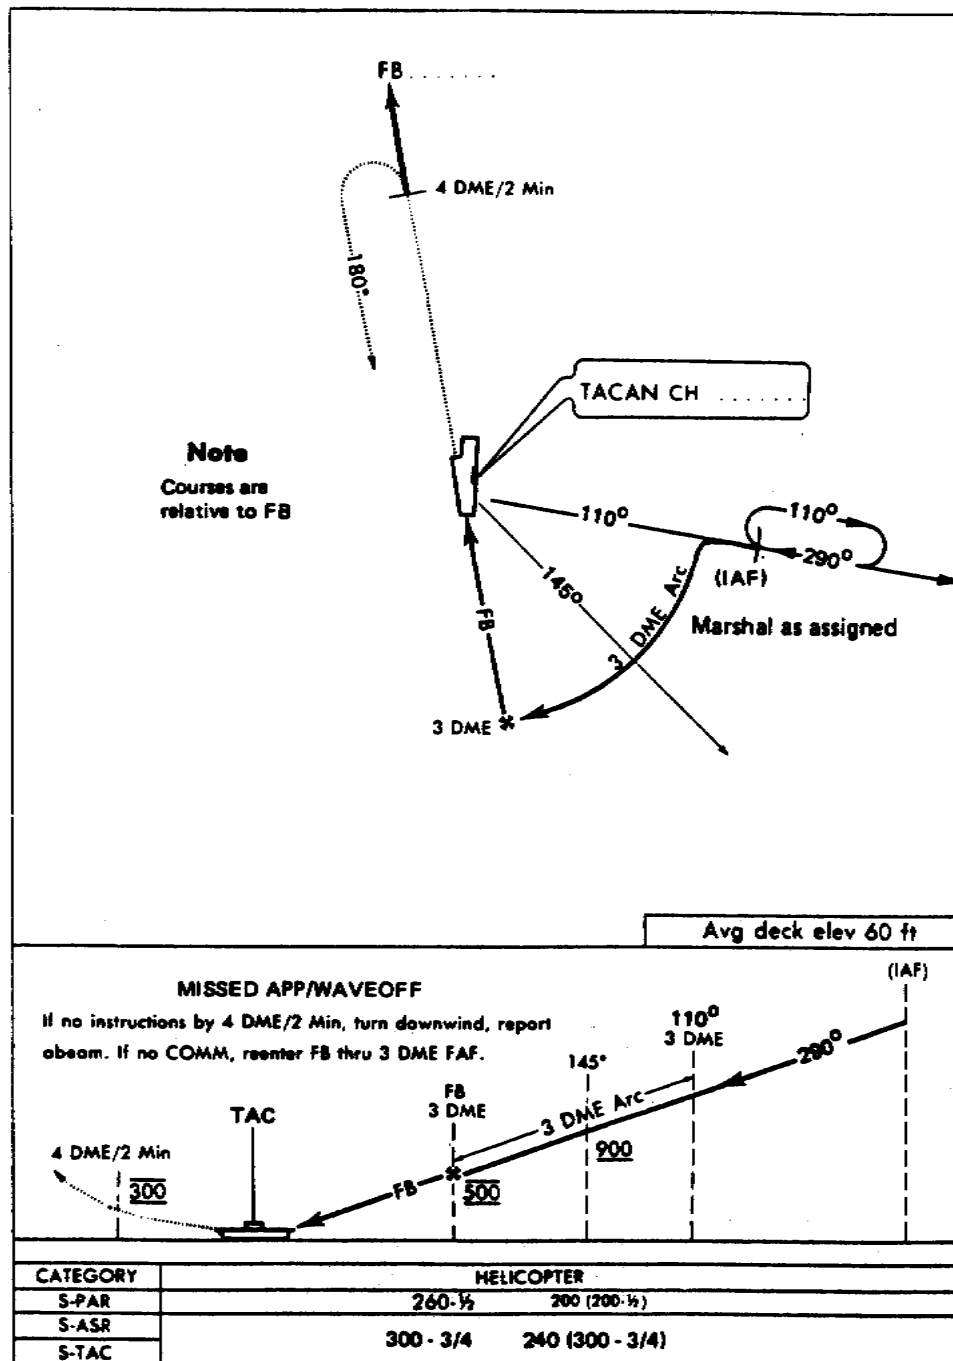 FB . . . . . . .
4 DME/2 Min
180°
TACAN CH . . . . . . .
Note
Courses are
relative to FB
110°
110°
290°
(IAF)
145°
3 DME Arc
Marshal as assigned
FB
3 DME
Avg deck elev 60 ft
(IAF)
MISSED APP/WAVEOFF
If no instructions by 4 DME/2 Min, turn downwind, report
abeam. If no COMM, reenter FB thru 3 DME FAF.
110°
3 DME
290°
145°
FB
3 DME
3 DME Arc
TAC
900
4 DME/2 Min
300
FB
500
CATEGORY HELICOPTER
S-PAR 260-½ 200 (200-½)
S-ASR
300 - 3/4 240 (300 - 3/4)
S-TAC